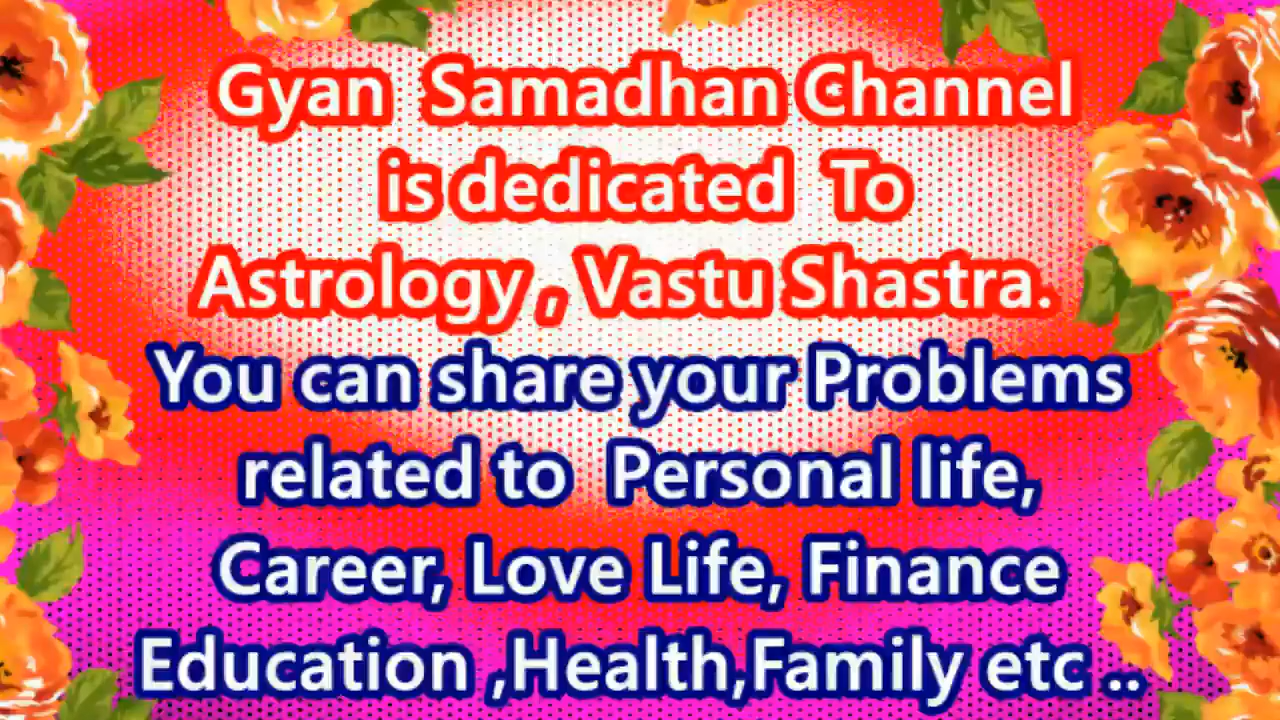 Gyan Samadhan Channel
is dedicated To
Astrology , Vastu Shastra.
You can share your Problems
related to Personal life,
Career, Love Life, Finance
Education ,Health,Family etc ..